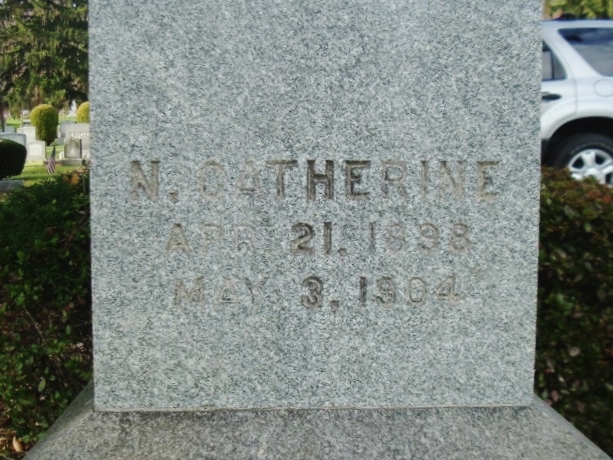 N. CATHERINE
APR 21, 1898
MAY 3, 1904